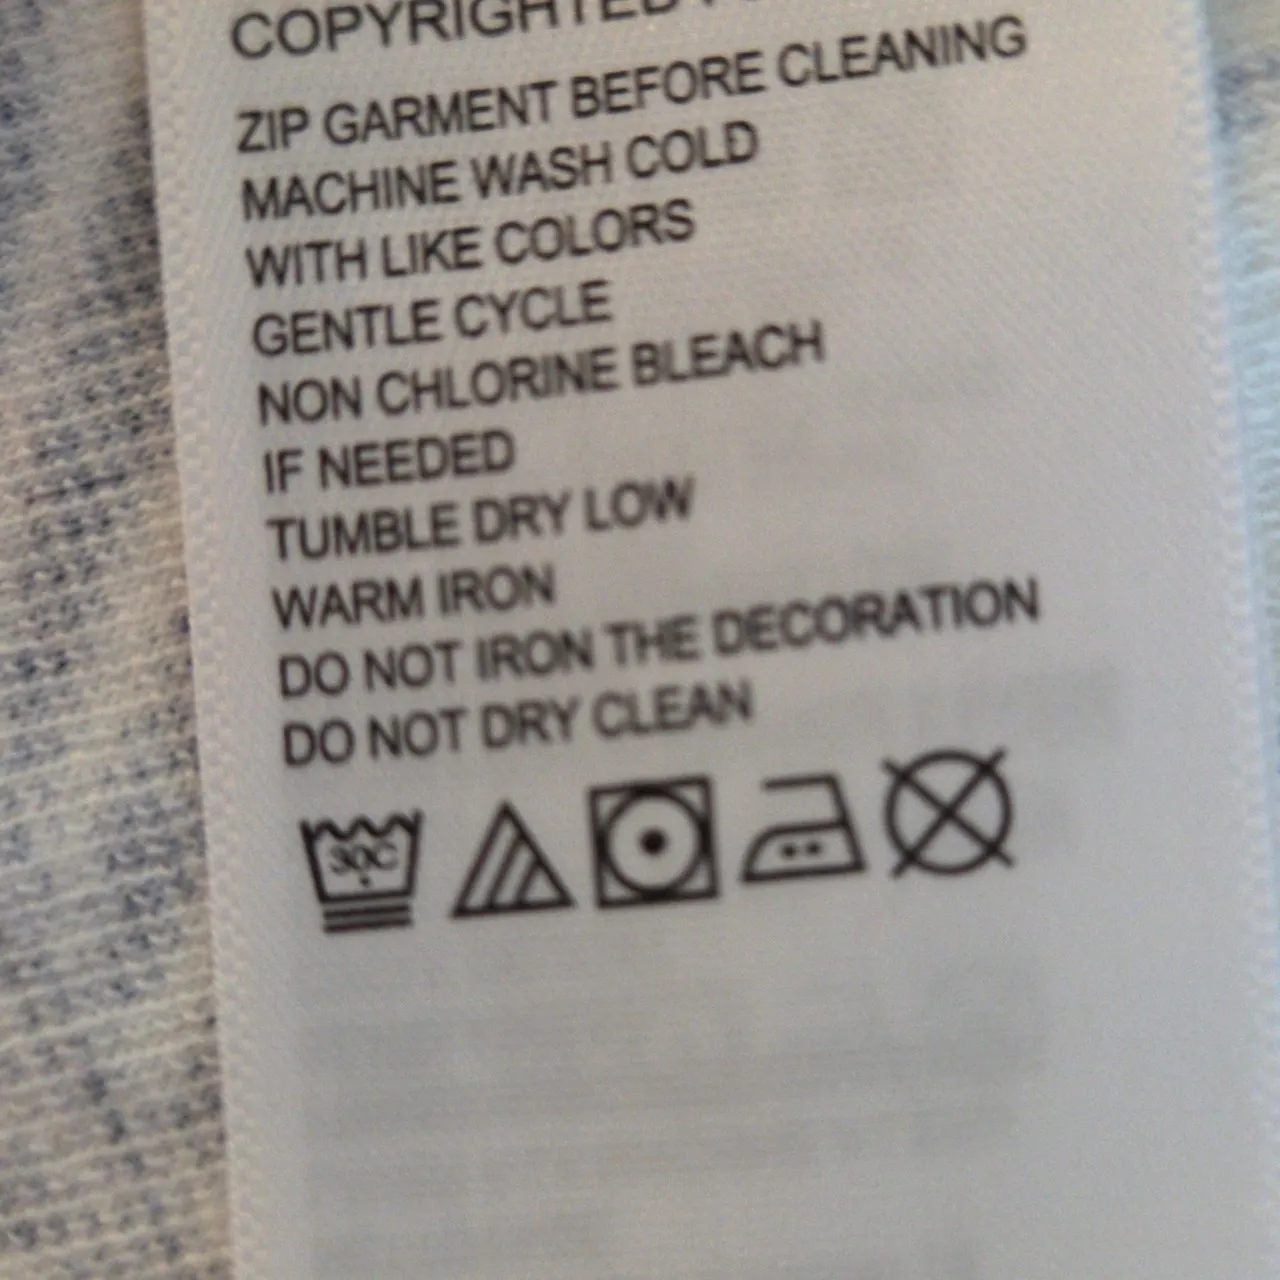 COPYRIGHTED
ZIP GARMENT BEFORE CLEANING
MACHINE WASH COLD
WITH LIKE COLORS
GENTLE CYCLE
NON CHLORINE BLEACH
IF NEEDED
TUMBLE DRY LOW
WARM IRON
DO NOT IRON THE DECORATION
DO NOT DRY CLEAN
30C